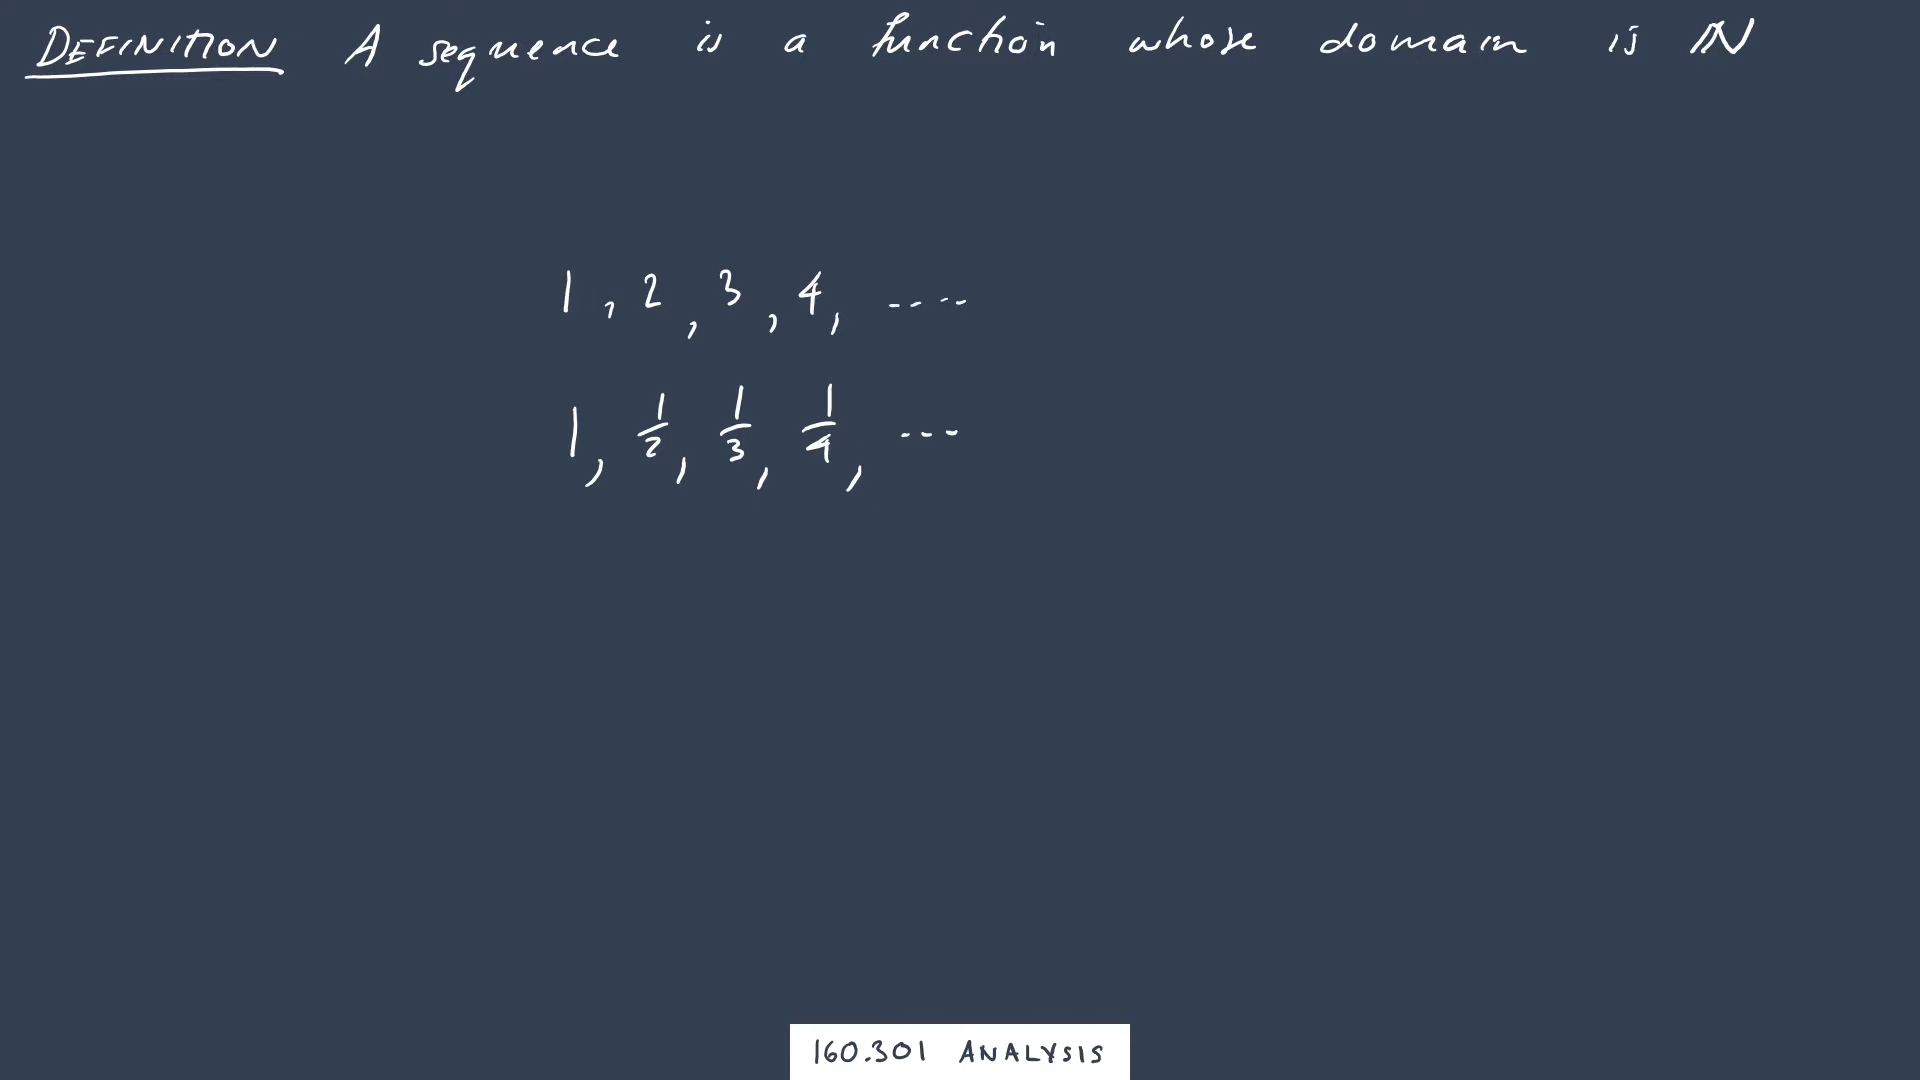 DEFINITION A sequence is a function whose domain is ℕ
1, 2, 3, 4, ....
1, 1/2, 1/3, 1/4, ...
160.301 ANALYSIS